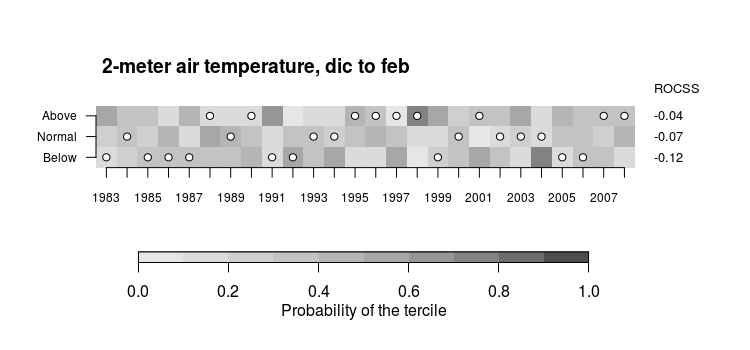 2-meter air temperature, dic to feb
ROCSS
Above -0.04
Normal -0.07
Below -0.12
1983 1985 1987 1989 1991 1993 1995 1997 1999 2001 2003 2005 2007
0.0 0.2 0.4 0.6 0.8 1.0
Probability of the tercile